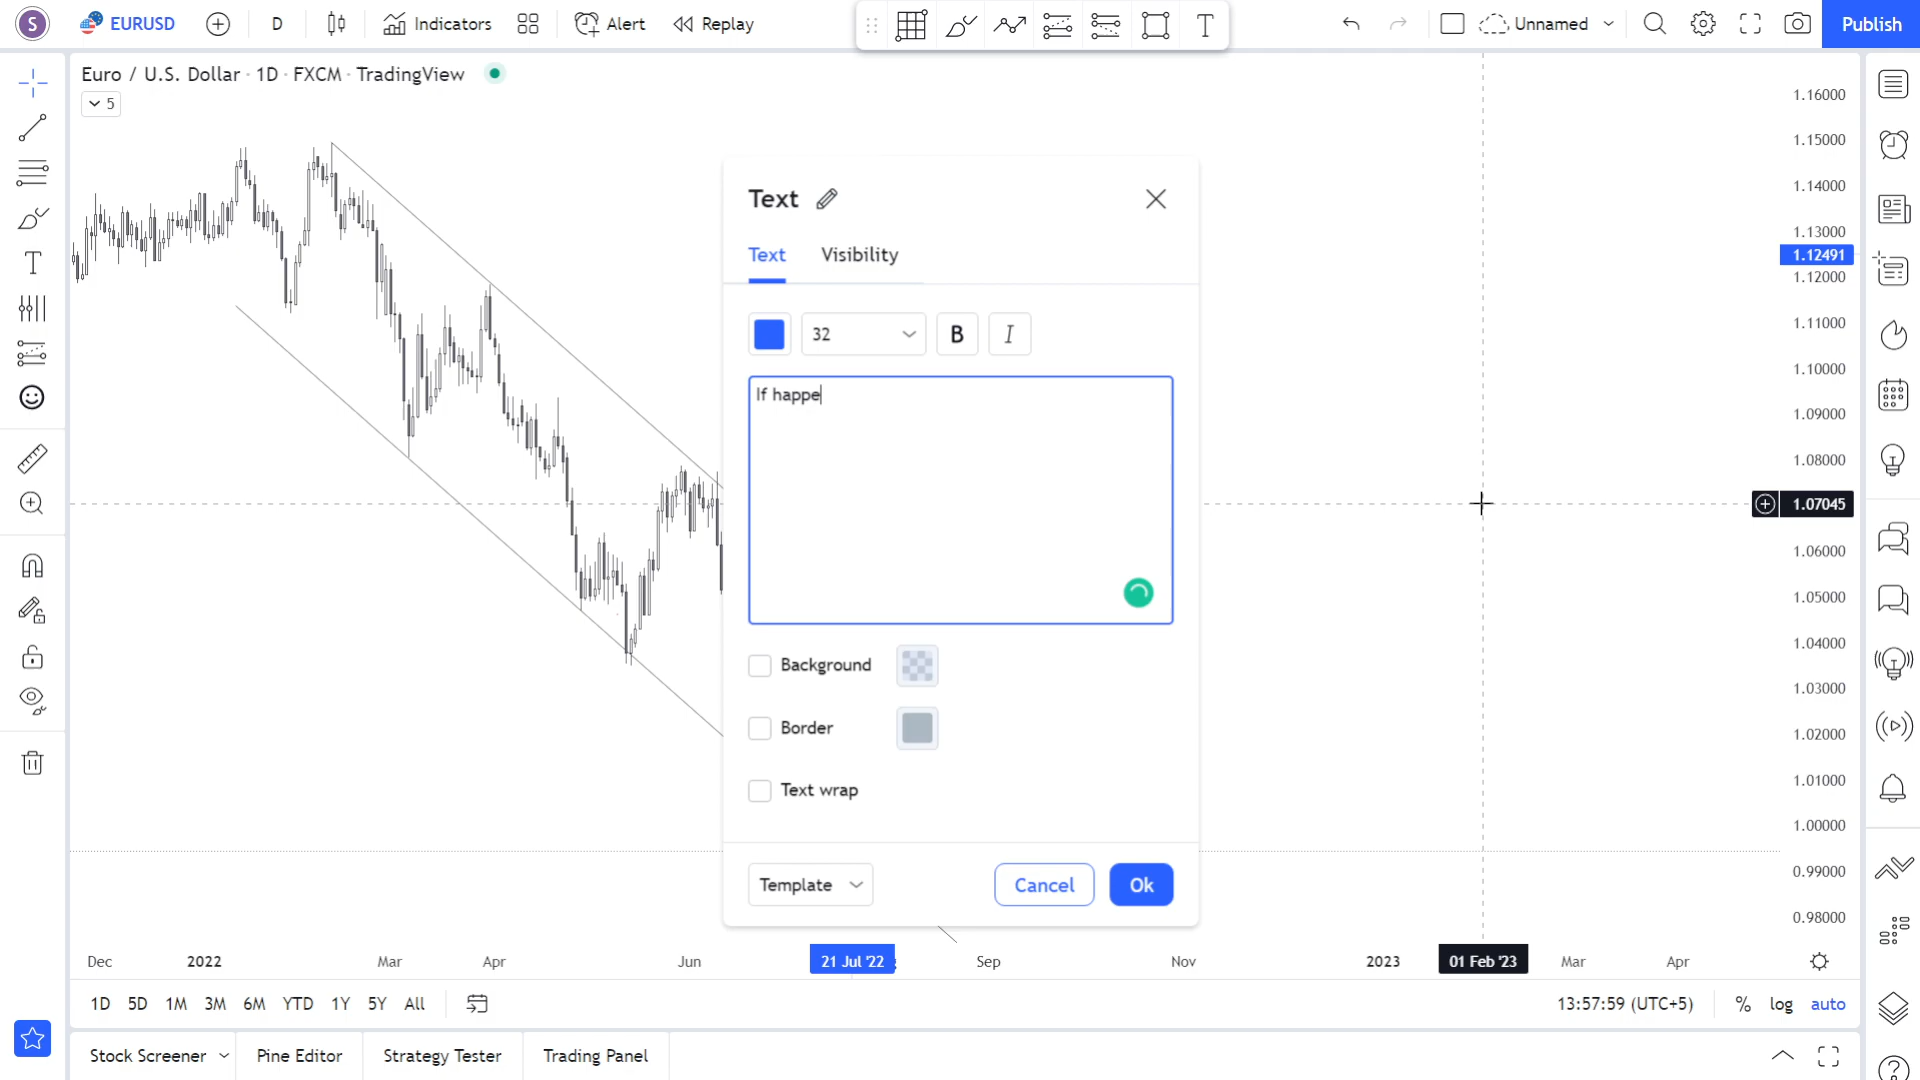 S
EURUSD
D
Indicators
Alert
Replay
T
Unnamed
Publish
Euro / U.S. Dollar · 1D · FXCM · TradingView
5
T
Text
Text
Visibility
32
B
I
If happe
Background
Border
Text wrap
Template
Cancel
Ok
1.16000
1.15000
1.14000
1.13000
1.12491
1.12000
1.11000
1.10000
1.09000
1.08000
1.07045
1.06000
1.05000
1.04000
1.03000
1.02000
1.01000
1.00000
0.99000
0.98000
Dec
2022
Mar
Apr
Jun
21 Jul '22
Sep
Nov
2023
01 Feb '23
Mar
Apr
1D
5D
1M
3M
6M
YTD
1Y
5Y
All
13:57:59 (UTC+5)
%
log
auto
Stock Screener
Pine Editor
Strategy Tester
Trading Panel